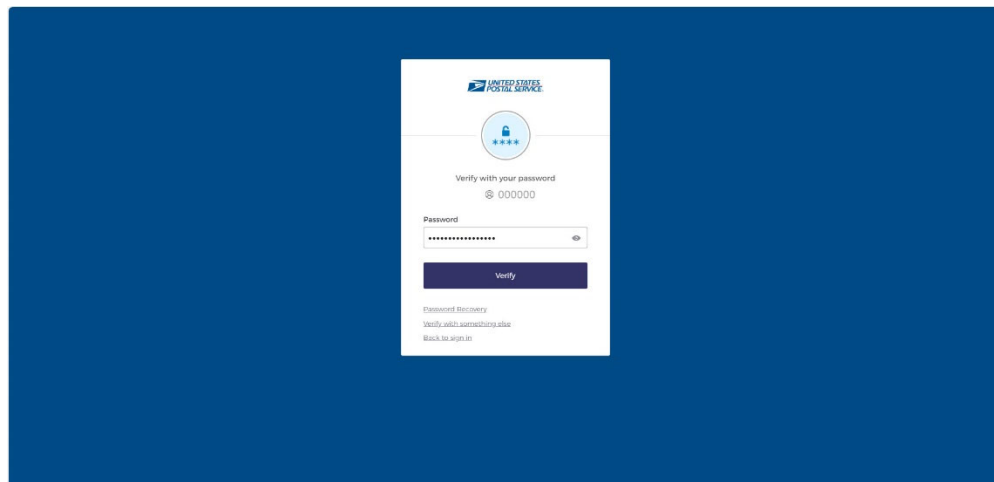 UNITED STATES
POSTAL SERVICE.
****
Verify with your password
000000
Password
•••••••••••••••••
Verify
Password Recovery
Verify with something else
Back to sign in